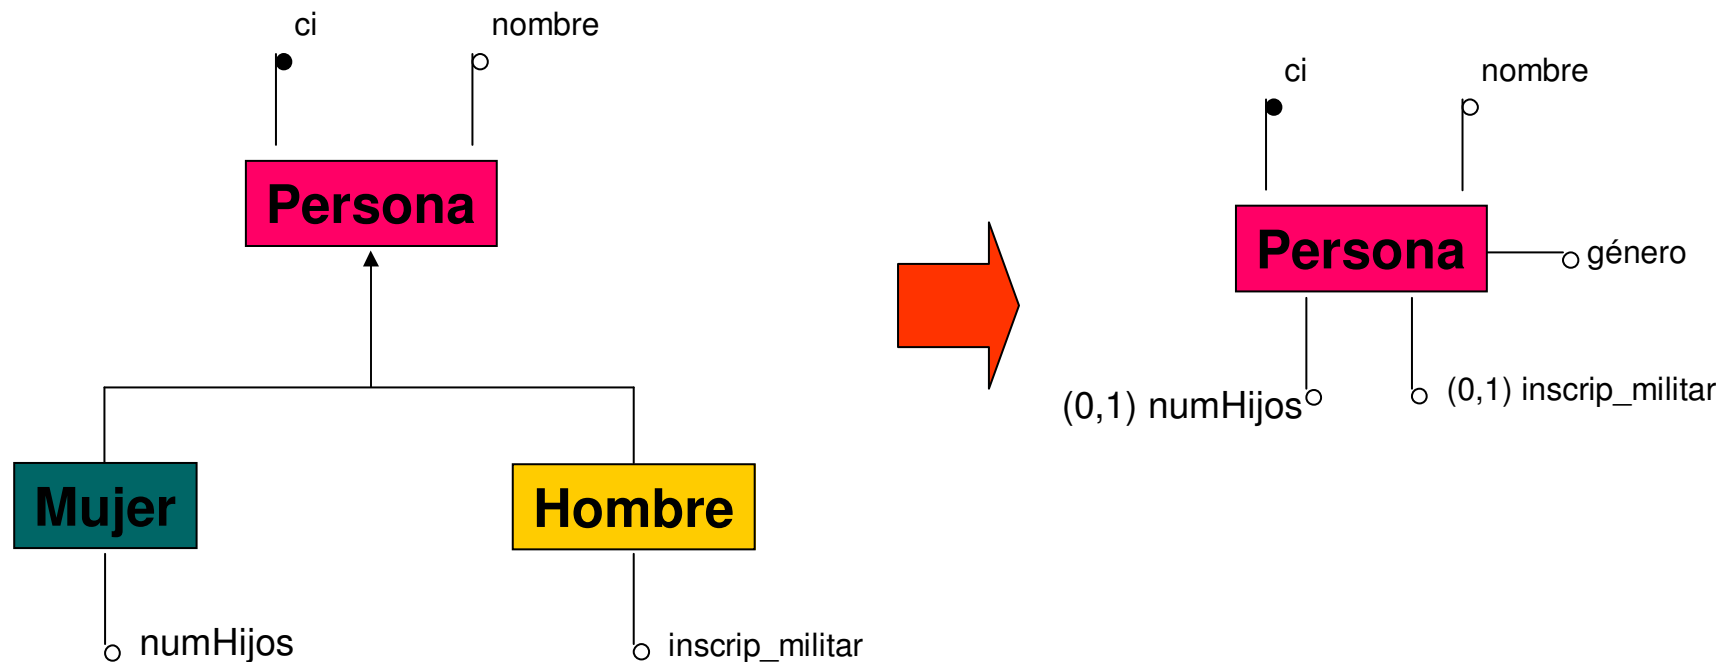 ci
nombre
Persona
Mujer
Hombre
numHijos
inscrip_militar
ci
nombre
Persona
género
(0,1) numHijos
(0,1) inscrip_militar